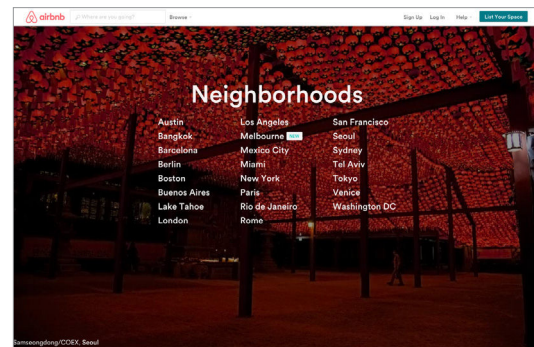 airbnb
Where are you going?
Browse
Sign Up Log In Help
List Your Space
Neighborhoods
Austin
Bangkok
Barcelona
Berlin
Boston
Buenos Aires
Lake Tahoe
London
Los Angeles
Melbourne NEW
Mexico City
Miami
New York
Paris
Rio de Janeiro
Rome
San Francisco
Seoul
Sydney
Tel Aviv
Tokyo
Venice
Washington DC
Samseongdong/COEX, Seoul